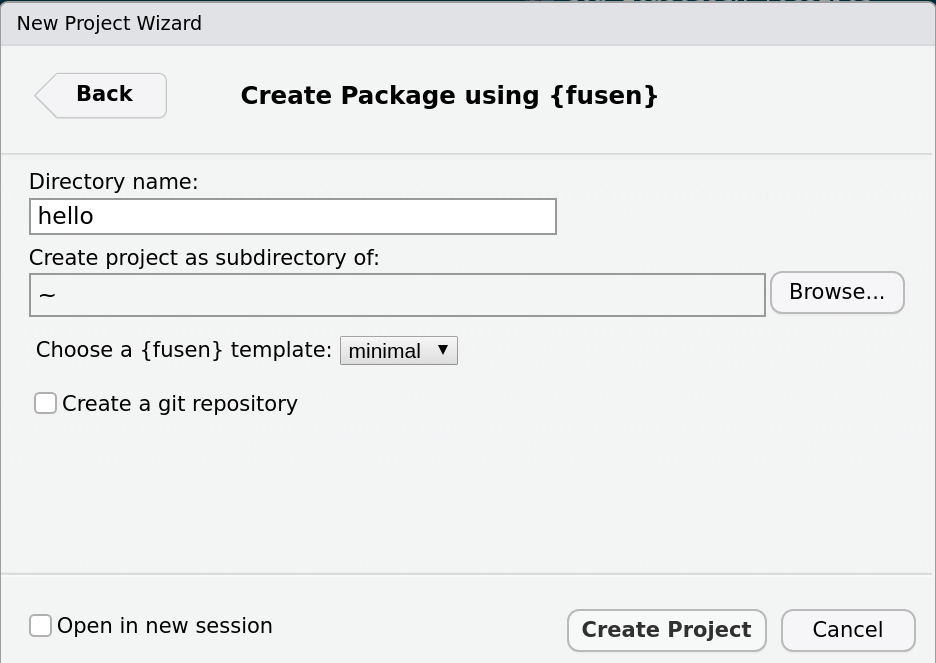 New Project Wizard
Back
Create Package using {fusen}
Directory name:
hello
Create project as subdirectory of:
~
Browse...
Choose a {fusen} template: minimal
Create a git repository
Open in new session
Create Project
Cancel